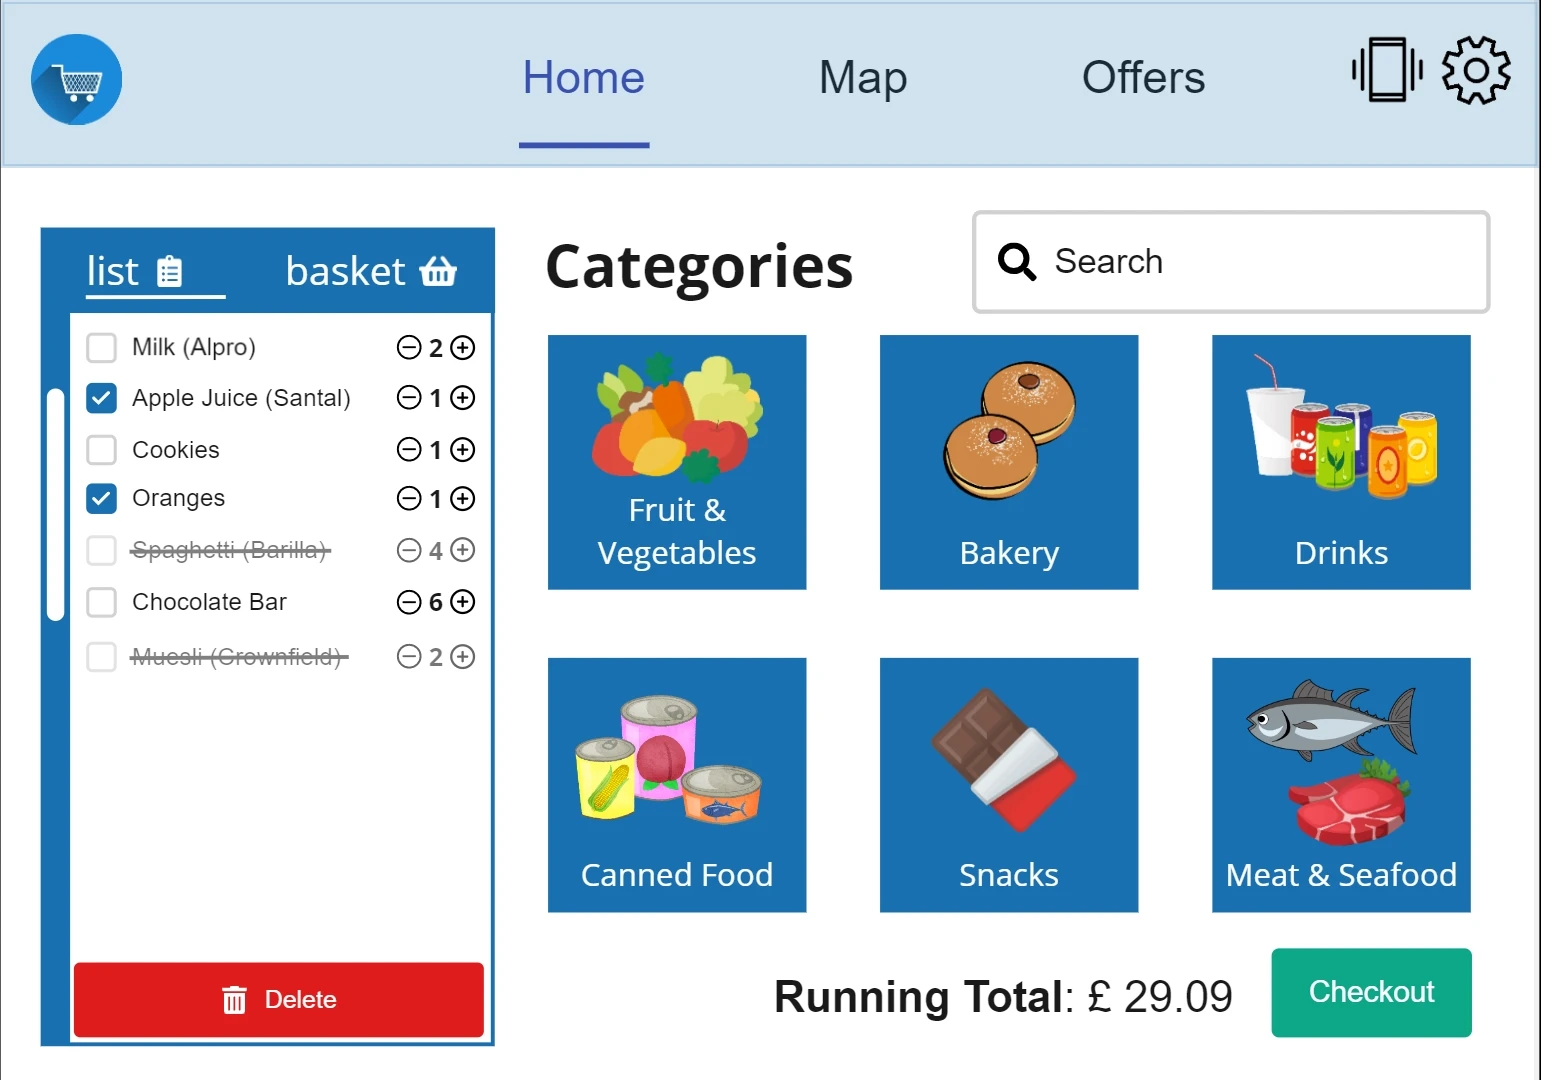 Home
Map
Offers
list
basket
Milk (Alpro) 2
Apple Juice (Santal) 1
Cookies 1
Oranges 1
Spaghetti (Barilla) 4
Chocolate Bar 6
Muesli (Crownfield) 2
Delete
Categories
Search
Fruit &
Vegetables
Bakery
Drinks
Canned Food
Snacks
Meat & Seafood
Running Total: £ 29.09
Checkout